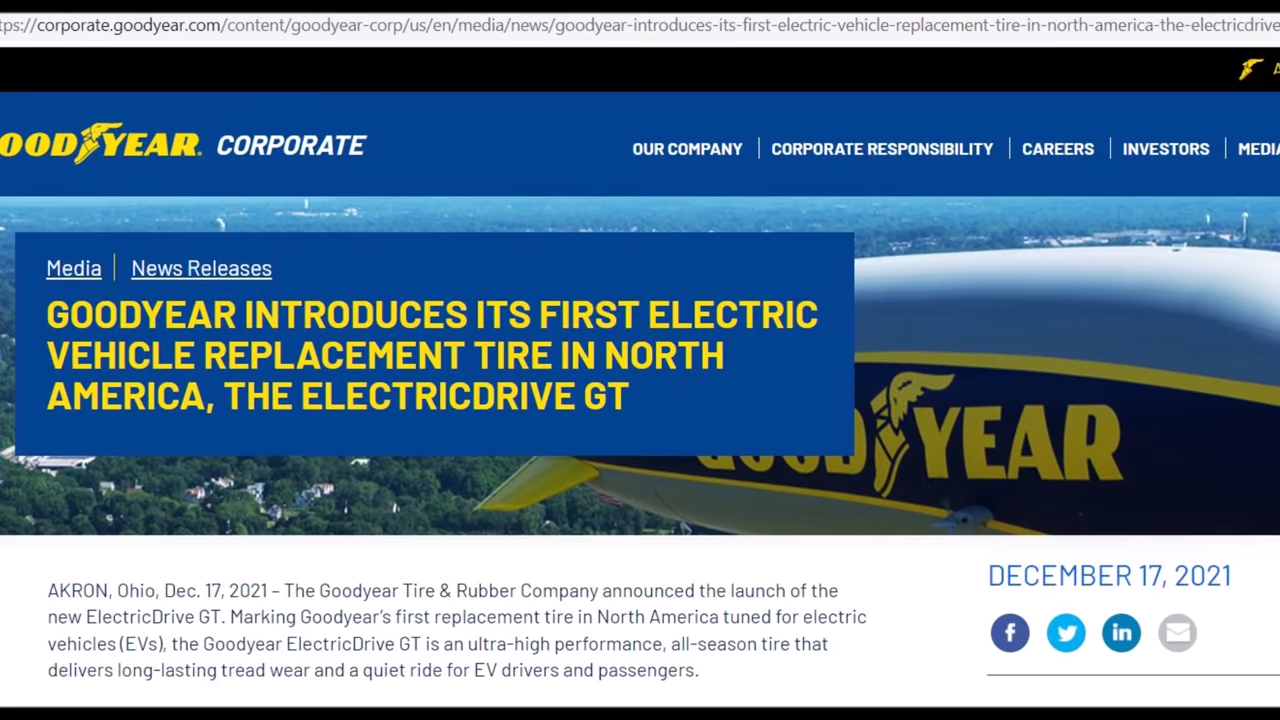 tps://corporate.goodyear.com/content/goodyear-corp/us/en/media/news/goodyear-introduces-its-first-electric-vehicle-replacement-tire-in-north-america-the-electricdrive
A
OODYEAR. CORPORATE
OUR COMPANY
CORPORATE RESPONSIBILITY
CAREERS
INVESTORS
MEDIA
Media
News Releases
GOODYEAR INTRODUCES ITS FIRST ELECTRIC
VEHICLE REPLACEMENT TIRE IN NORTH
AMERICA, THE ELECTRICDRIVE GT
GOODYEAR
AKRON, Ohio, Dec. 17, 2021 – The Goodyear Tire & Rubber Company announced the launch of the
new ElectricDrive GT. Marking Goodyear's first replacement tire in North America tuned for electric
vehicles (EVs), the Goodyear ElectricDrive GT is an ultra-high performance, all-season tire that
delivers long-lasting tread wear and a quiet ride for EV drivers and passengers.
DECEMBER 17, 2021
f
in